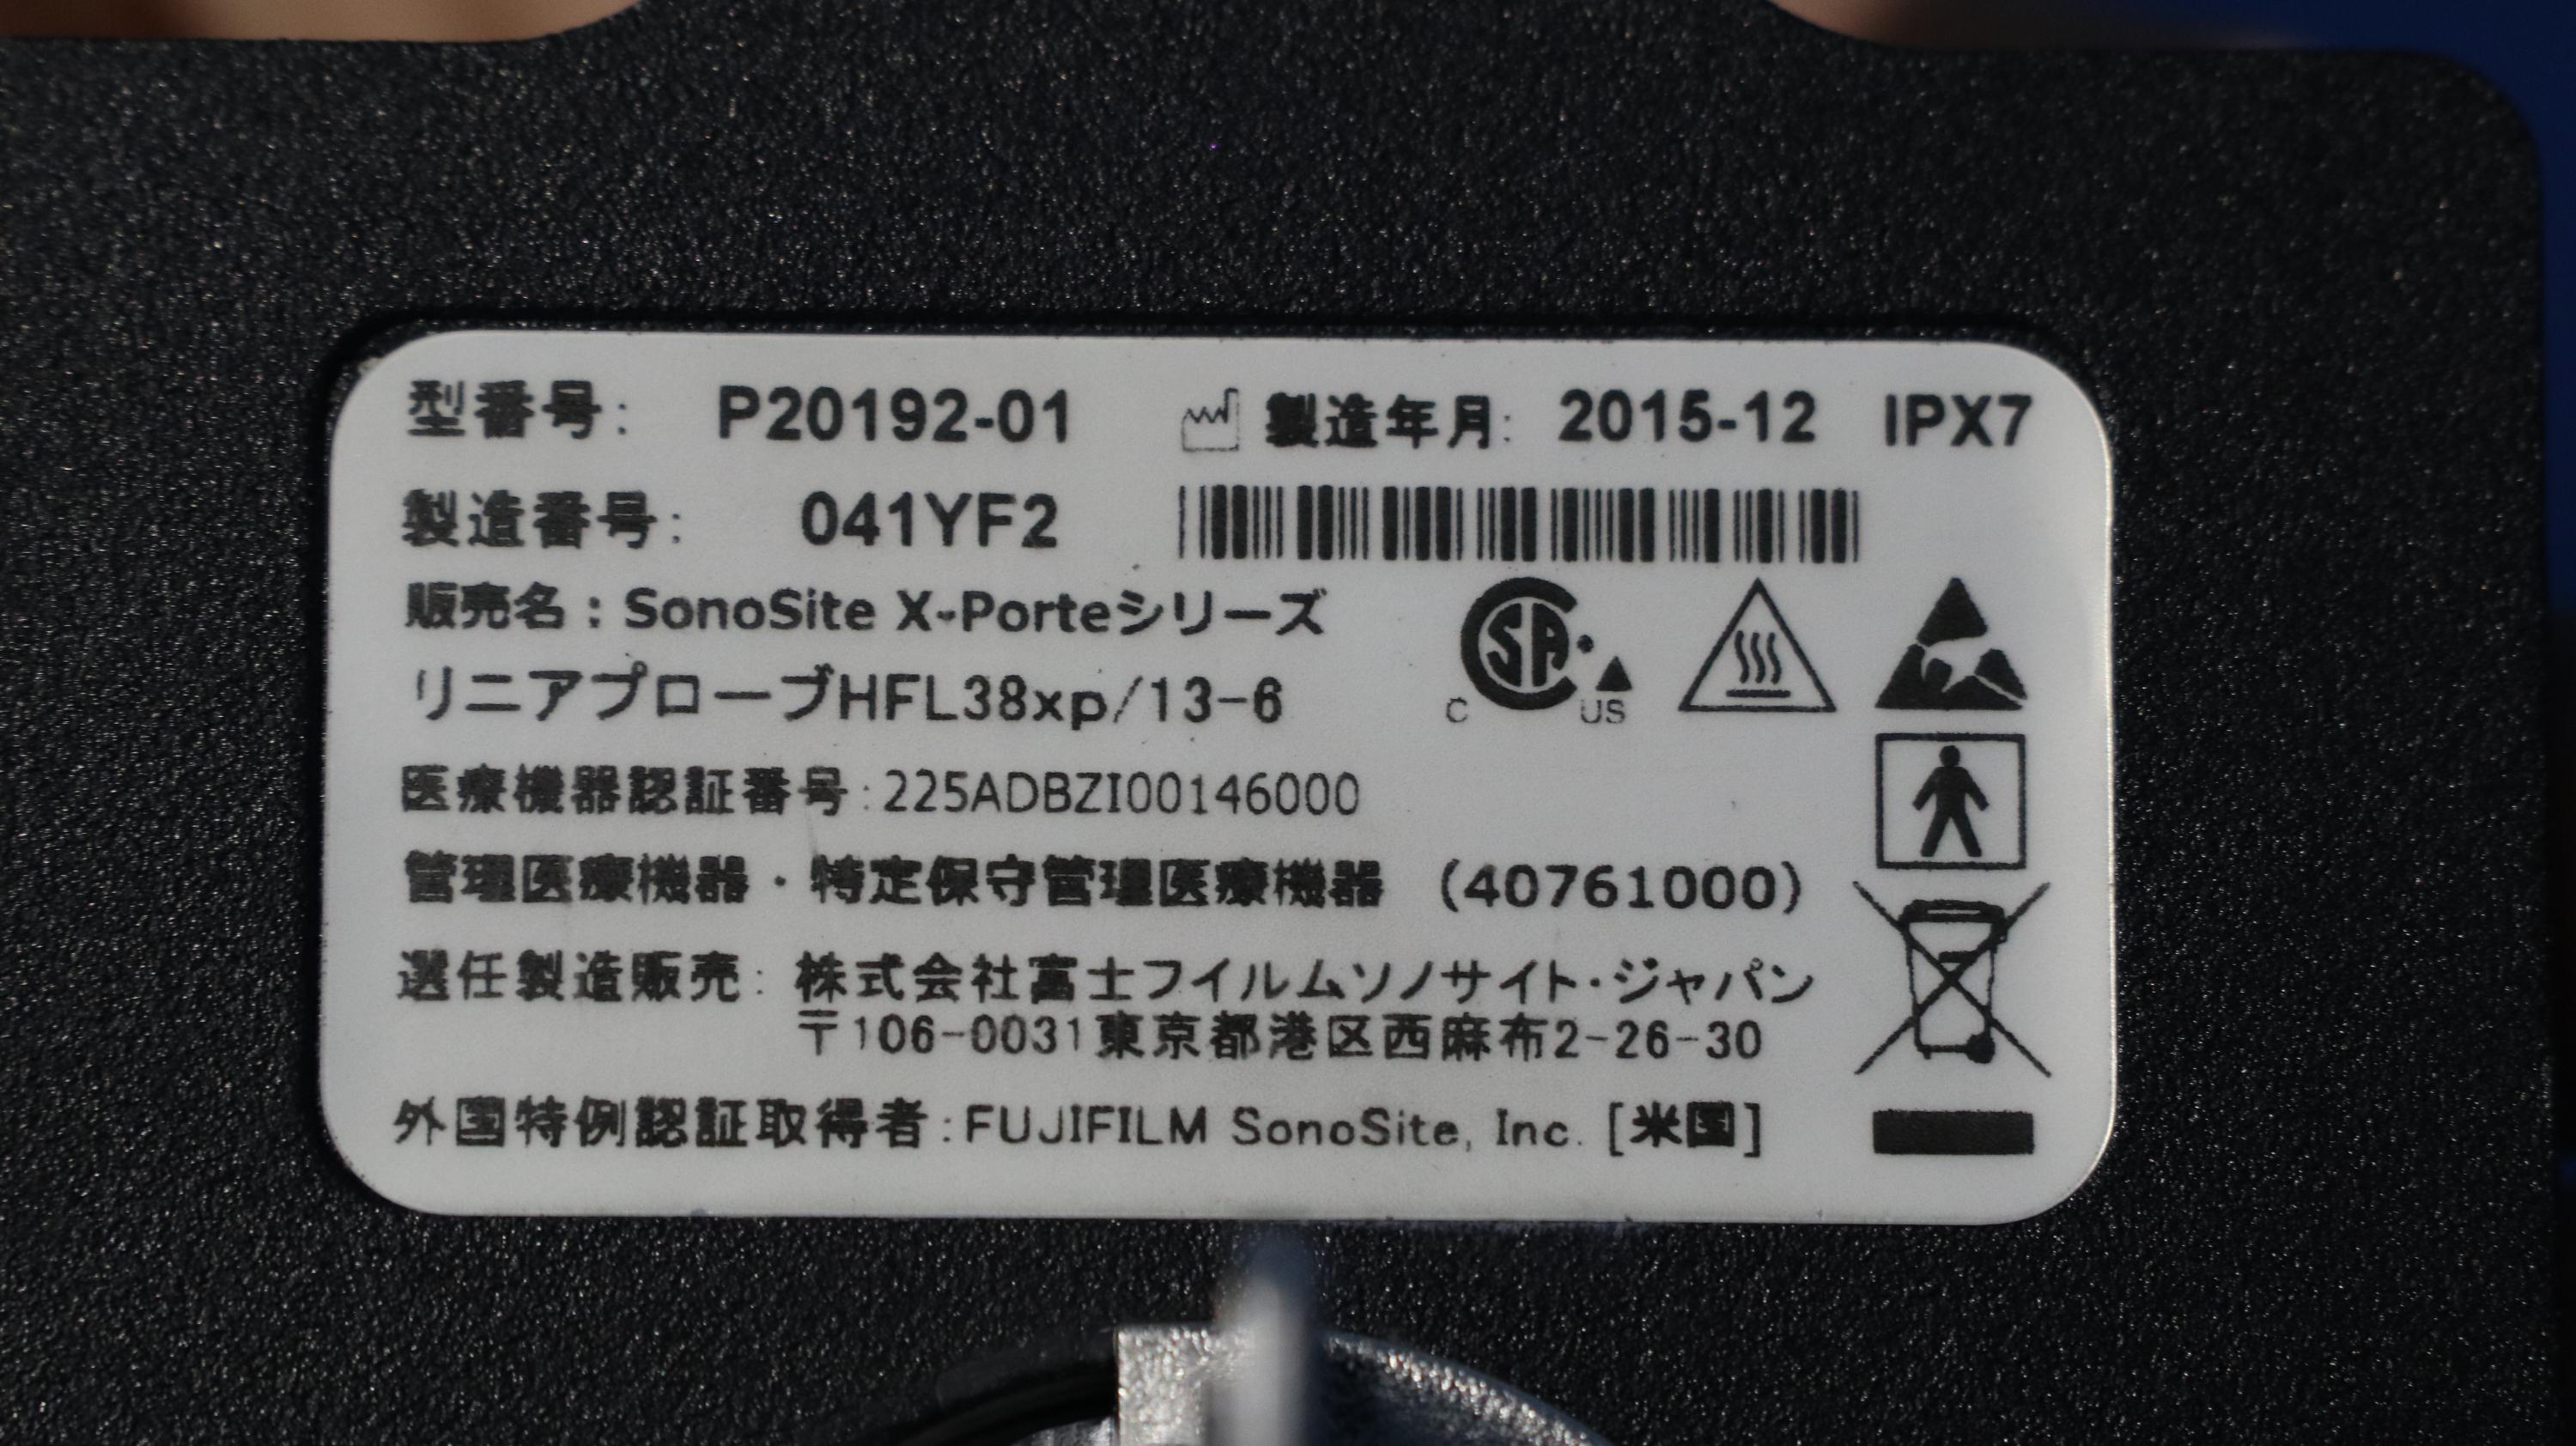 型番号: P20192-01 製造年月: 2015-12 IPX7
製造番号: 041YF2
販売名：SonoSite X-Porteシリーズ
リニアプローブHFL38xp/13-6
C SA US
医療機器認証番号:225ADBZI00146000
管理医療機器・特定保守管理医療機器 (40761000)
選任製造販売: 株式会社富士フイルムソノサイト・ジャパン
〒106-0031東京都港区西麻布2-26-30
外国特例認証取得者:FUJIFILM SonoSite, Inc. [米国]